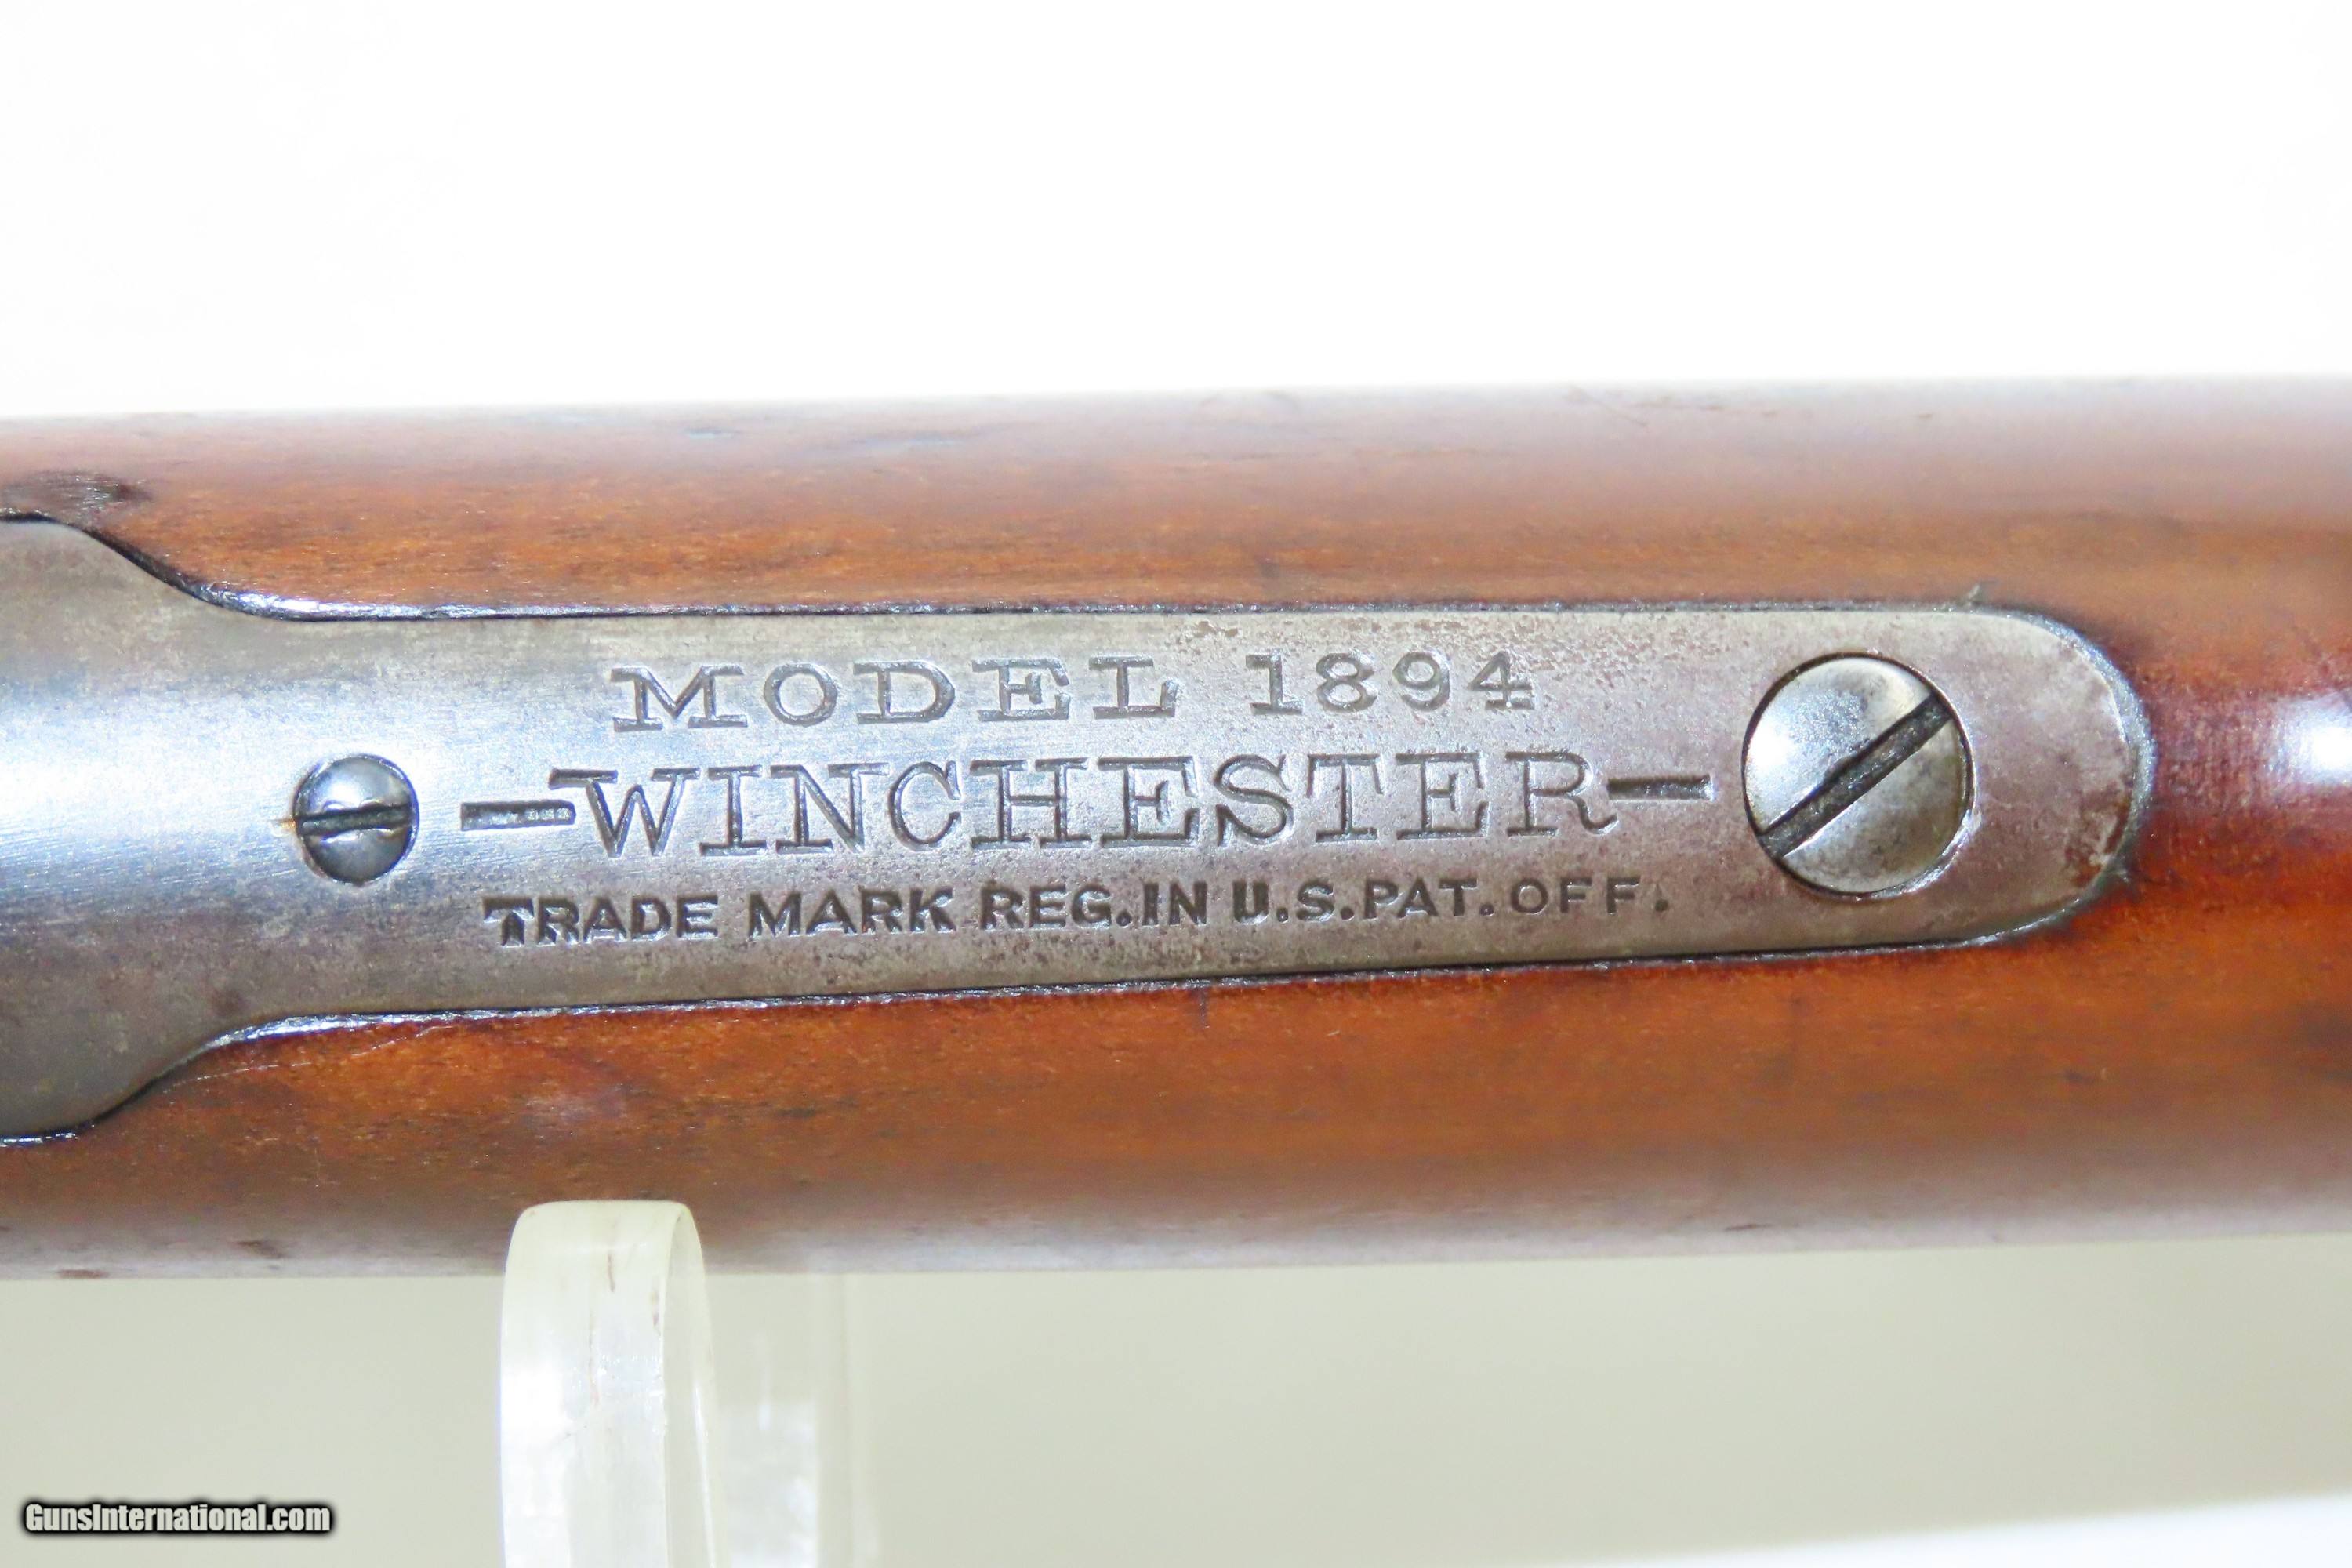 MODEL 1894
-WINCHESTER-
TRADE MARK REG.IN U.S.PAT. OFF.
GunsInternational.com